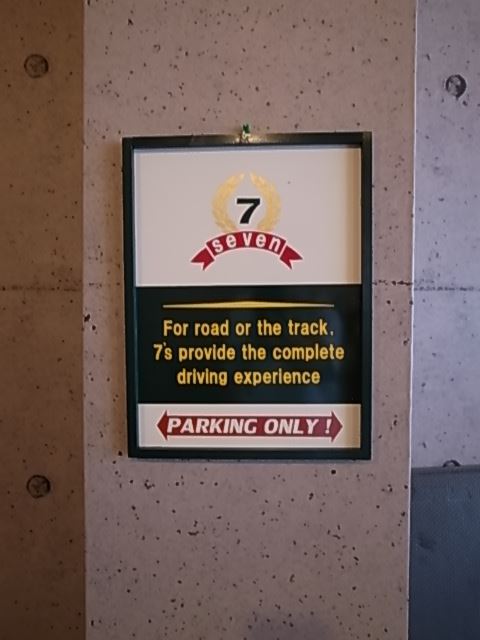 7
seven
For road or the track.
7's provide the complete
driving experience
PARKING ONLY !